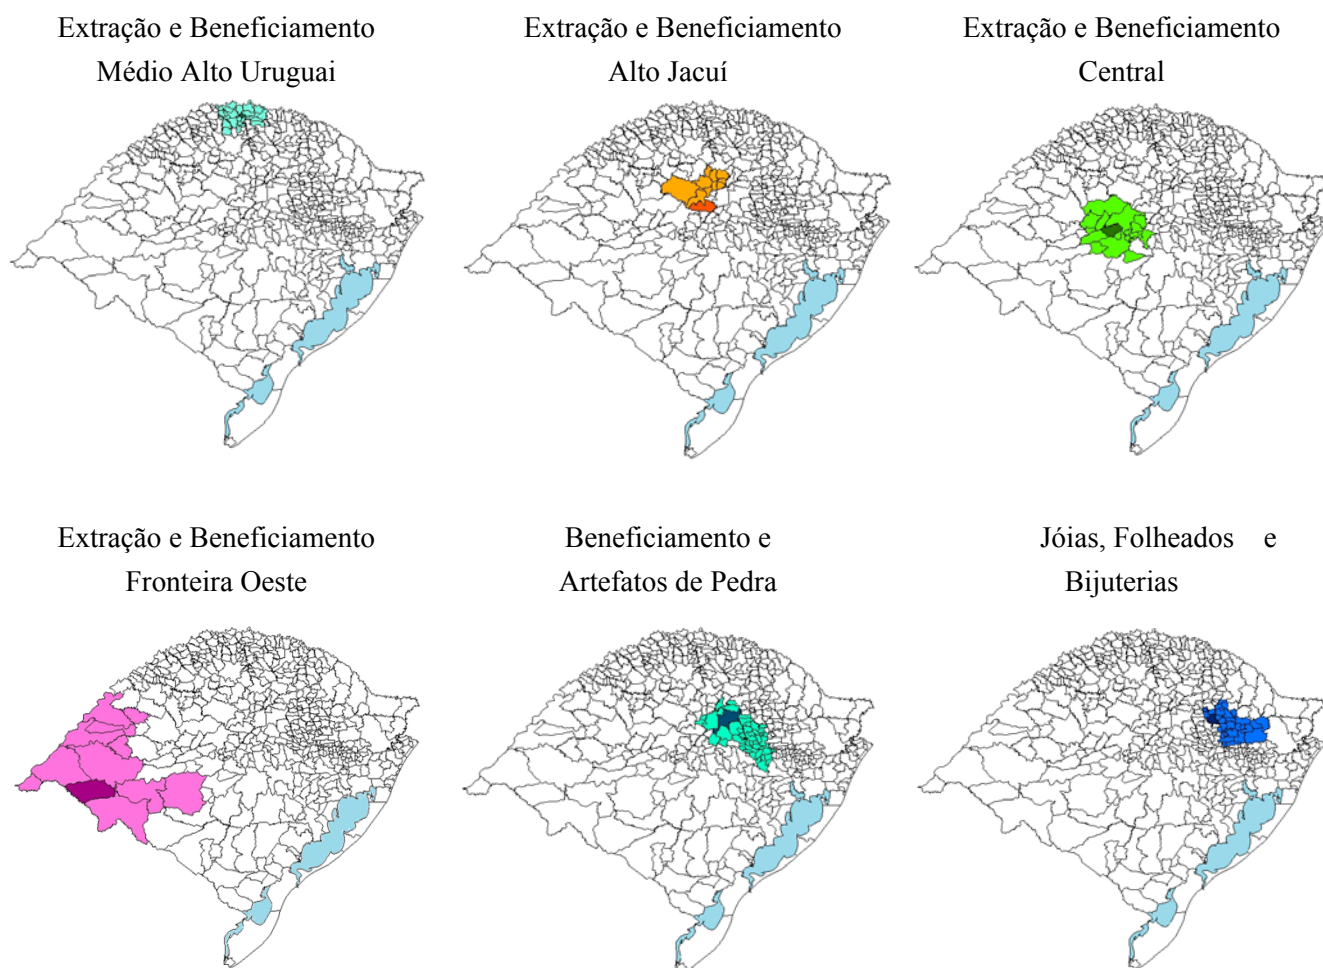 Extração e Beneficiamento
Médio Alto Uruguai
Extração e Beneficiamento
Alto Jacuí
Extração e Beneficiamento
Central
Extração e Beneficiamento
Fronteira Oeste
Beneficiamento e
Artefatos de Pedra
Jóias, Folheados e
Bijuterias